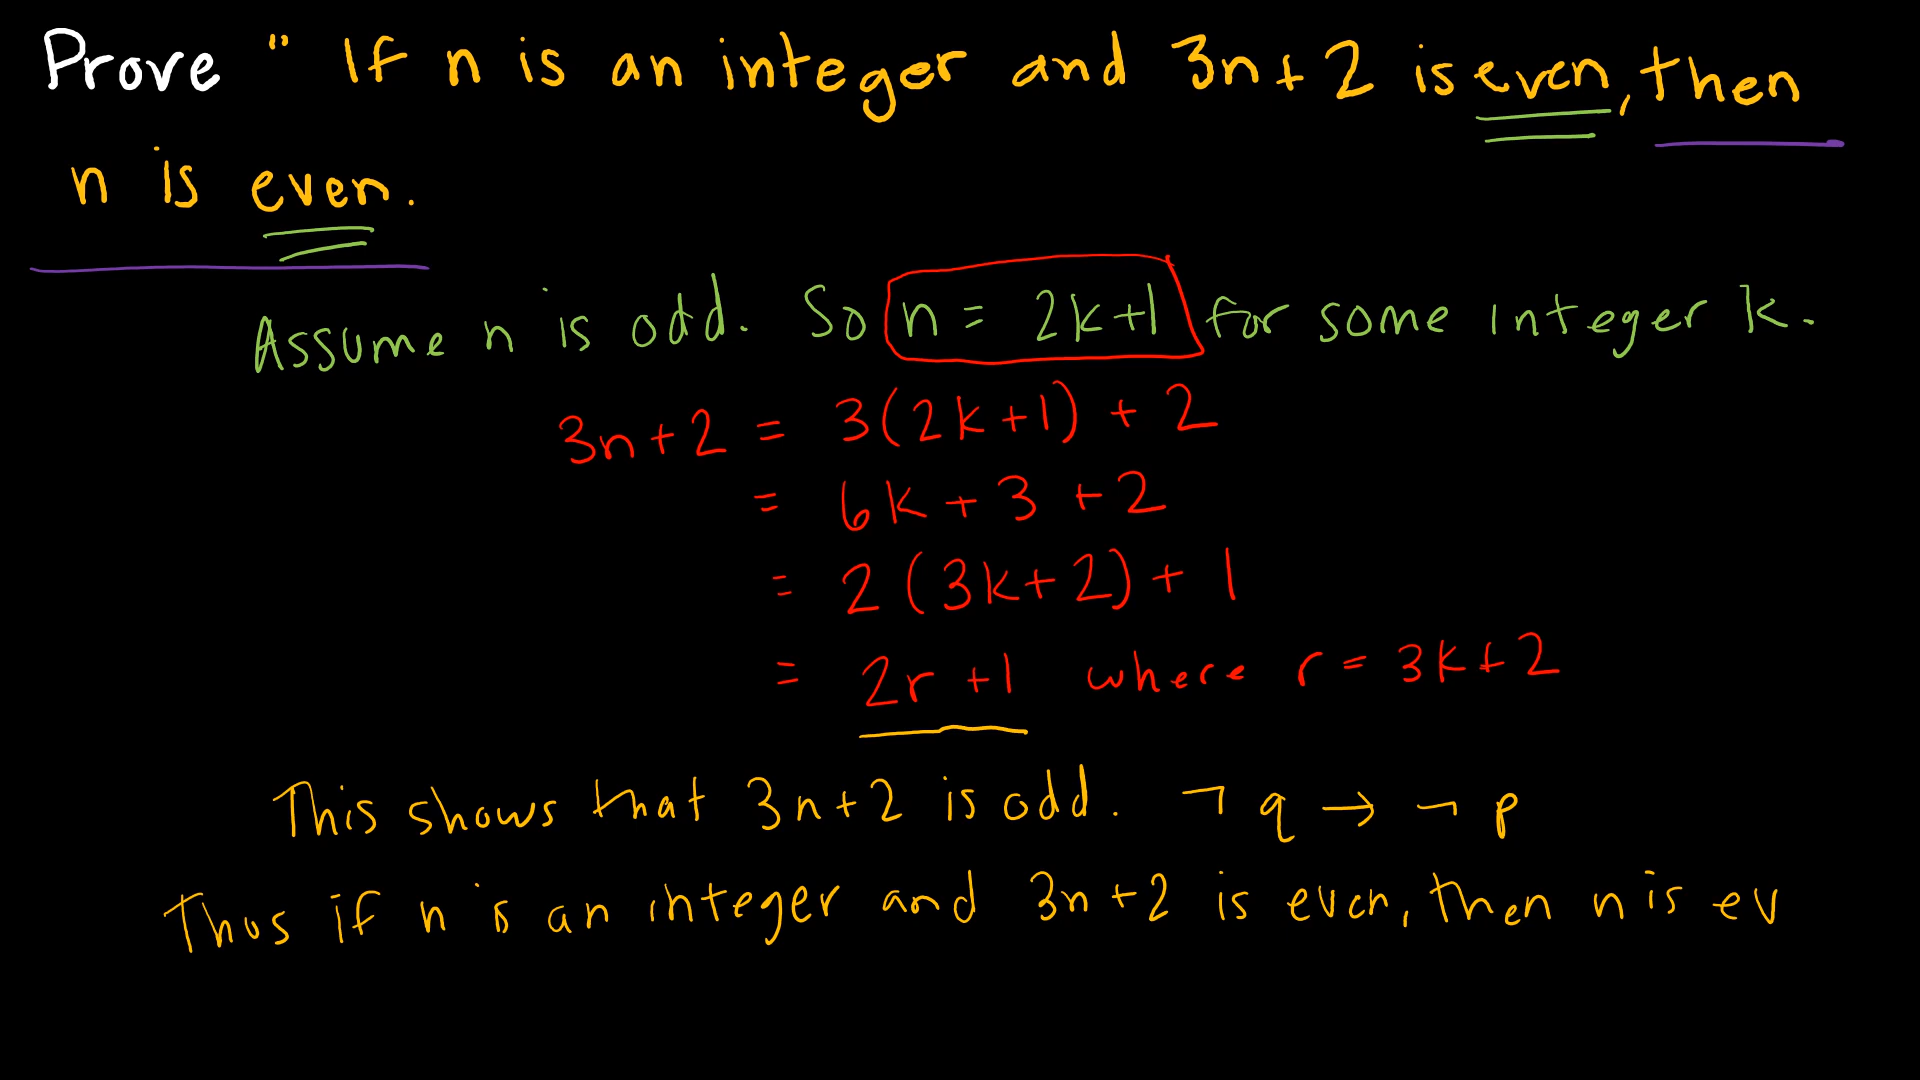 Prove " If n is an integer and 3n+2 is even, then
n is even.
Assume n is odd. So n = 2k+1 for some integer k.
3n+2 = 3(2k+1) + 2
= 6k + 3 + 2
= 2(3k+2) + 1
= 2r+1 where r = 3k+2
This shows that 3n+2 is odd. ¬q → ¬p
Thus if n is an integer and 3n+2 is even, then n is ev